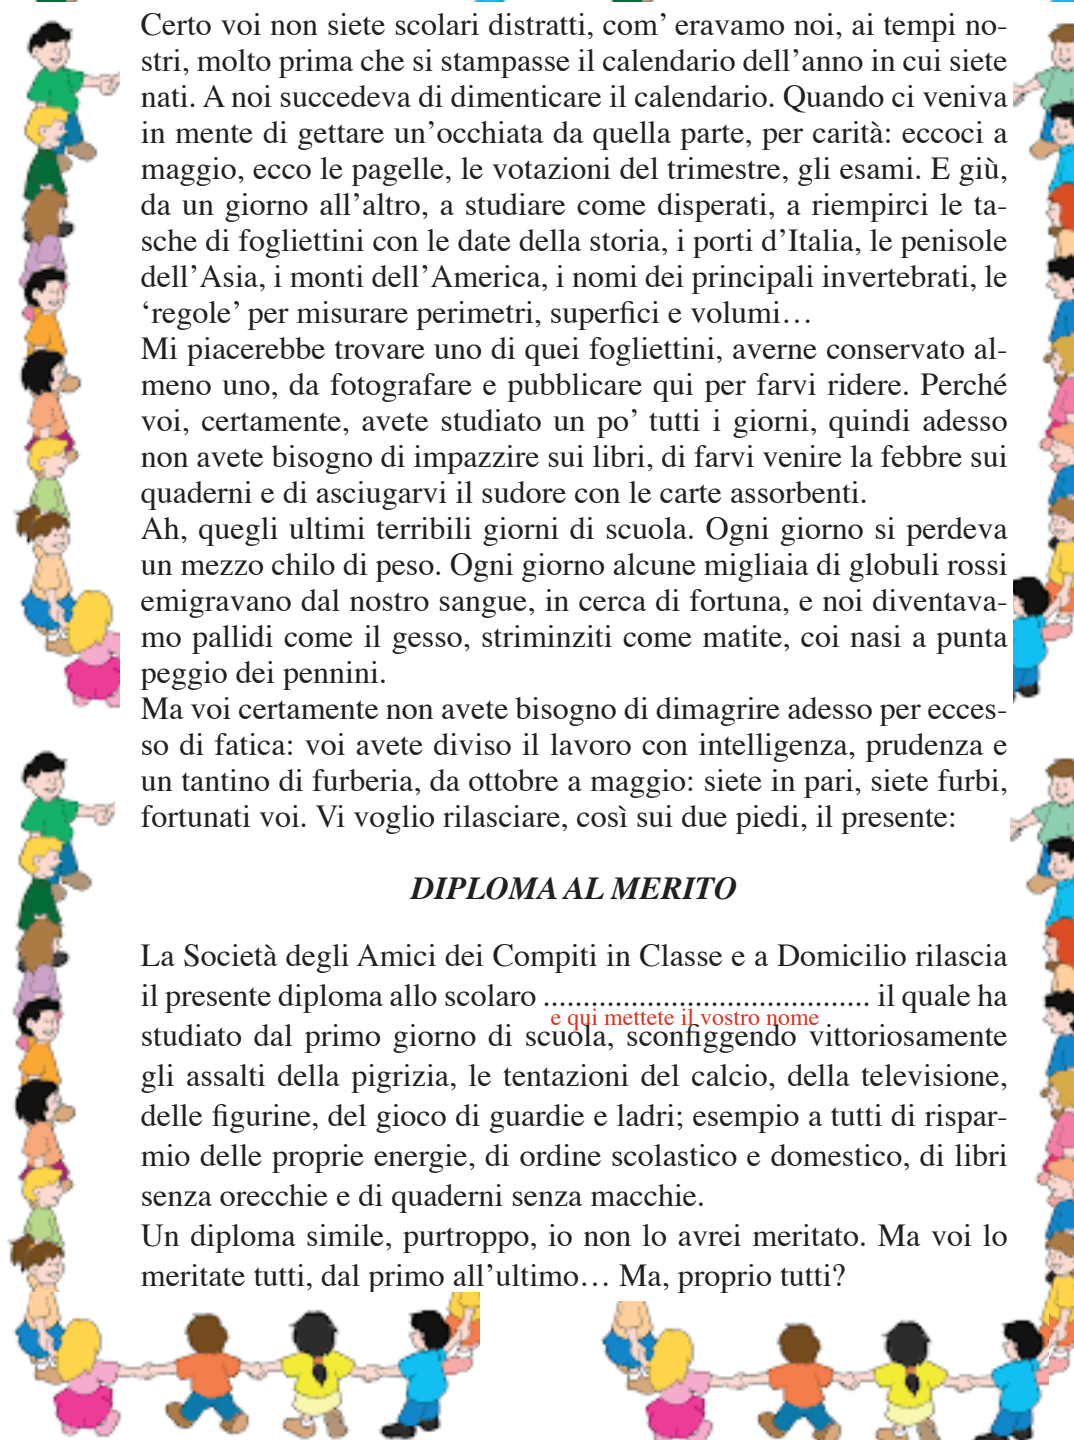 Certo voi non siete scolari distratti, com’ eravamo noi, ai tempi no-
stri, molto prima che si stampasse il calendario dell’anno in cui siete
nati. A noi succedeva di dimenticare il calendario. Quando ci veniva
in mente di gettare un’occhiata da quella parte, per carità: eccoci a
maggio, ecco le pagelle, le votazioni del trimestre, gli esami. E giù,
da un giorno all’altro, a studiare come disperati, a riempirci le ta-
sche di fogliettini con le date della storia, i porti d’Italia, le penisole
dell’Asia, i monti dell’America, i nomi dei principali invertebrati, le
‘regole’ per misurare perimetri, superfici e volumi…
Mi piacerebbe trovare uno di quei fogliettini, averne conservato al-
meno uno, da fotografare e pubblicare qui per farvi ridere. Perché
voi, certamente, avete studiato un po’ tutti i giorni, quindi adesso
non avete bisogno di impazzire sui libri, di farvi venire la febbre sui
quaderni e di asciugarvi il sudore con le carte assorbenti.
Ah, quegli ultimi terribili giorni di scuola. Ogni giorno si perdeva
un mezzo chilo di peso. Ogni giorno alcune migliaia di globuli rossi
emigravano dal nostro sangue, in cerca di fortuna, e noi diventava-
mo pallidi come il gesso, striminziti come matite, coi nasi a punta
peggio dei pennini.
Ma voi certamente non avete bisogno di dimagrire adesso per ecces-
so di fatica: voi avete diviso il lavoro con intelligenza, prudenza e
un tantino di furberia, da ottobre a maggio: siete in pari, siete furbi,
fortunati voi. Vi voglio rilasciare, così sui due piedi, il presente:
DIPLOMA AL MERITO
La Società degli Amici dei Compiti in Classe e a Domicilio rilascia
il presente diploma allo scolaro ......................................... il quale ha
e qui mettete il vostro nome
studiato dal primo giorno di scuola, sconfiggendo vittoriosamente
gli assalti della pigrizia, le tentazioni del calcio, della televisione,
delle figurine, del gioco di guardie e ladri; esempio a tutti di rispar-
mio delle proprie energie, di ordine scolastico e domestico, di libri
senza orecchie e di quaderni senza macchie.
Un diploma simile, purtroppo, io non lo avrei meritato. Ma voi lo
meritate tutti, dal primo all’ultimo… Ma, proprio tutti?